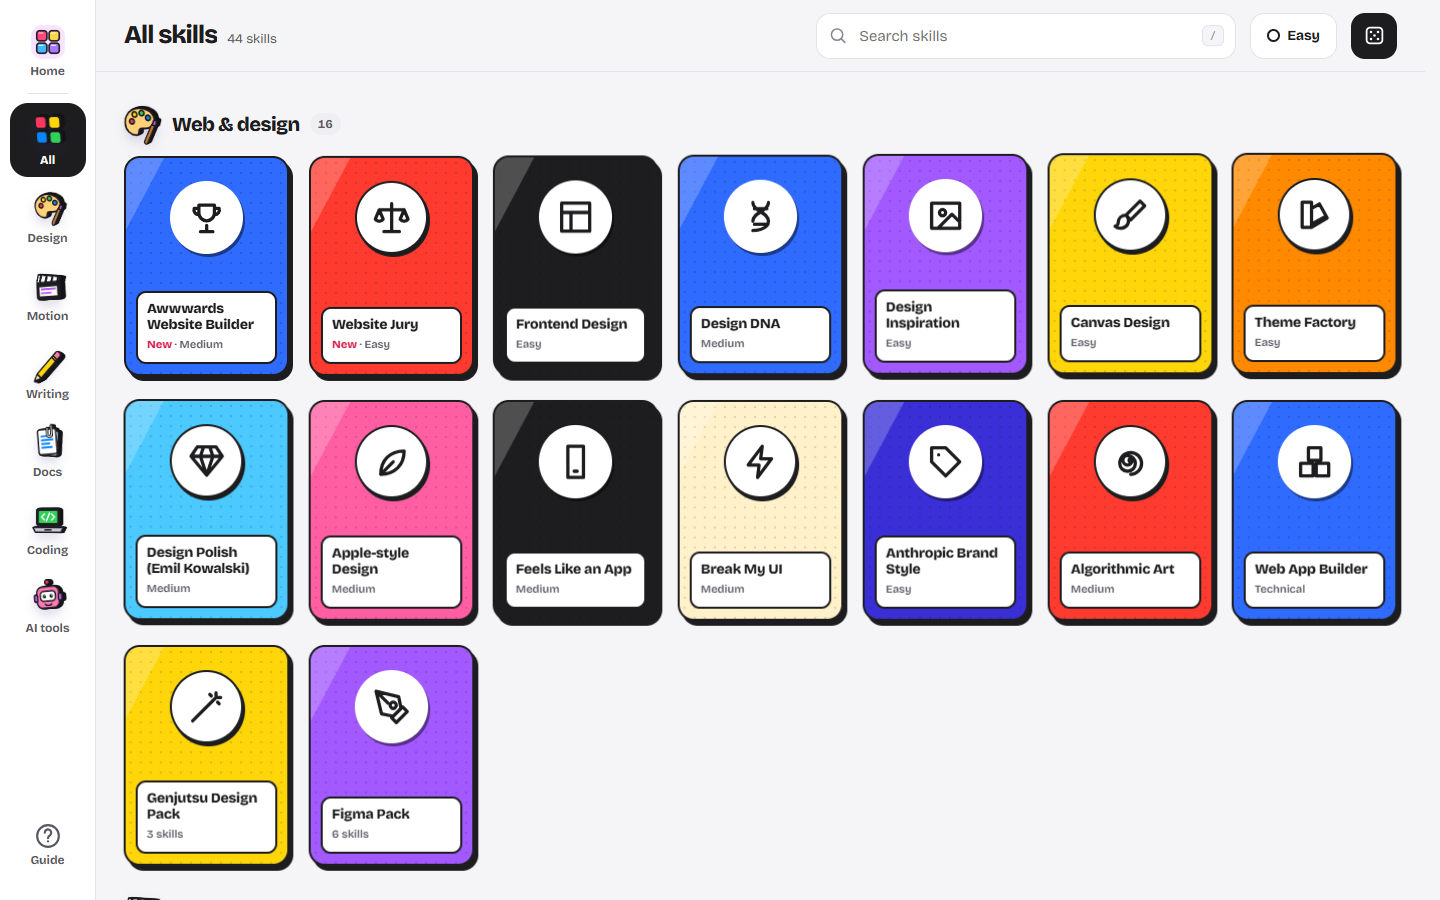 Home
All
Design
Motion
Writing
Docs
Coding
AI tools
Guide
All skills 44 skills
Search skills /
Easy
Web & design 16
Awwwards
Website Builder
New · Medium
Website Jury
New · Easy
Frontend Design
Easy
Design DNA
Medium
Design
Inspiration
Easy
Canvas Design
Easy
Theme Factory
Easy
Design Polish
(Emil Kowalski)
Medium
Apple-style
Design
Medium
Feels Like an App
Medium
Break My UI
Medium
Anthropic Brand
Style
Easy
Algorithmic Art
Medium
Web App Builder
Technical
Genjutsu Design
Pack
3 skills
Figma Pack
6 skills